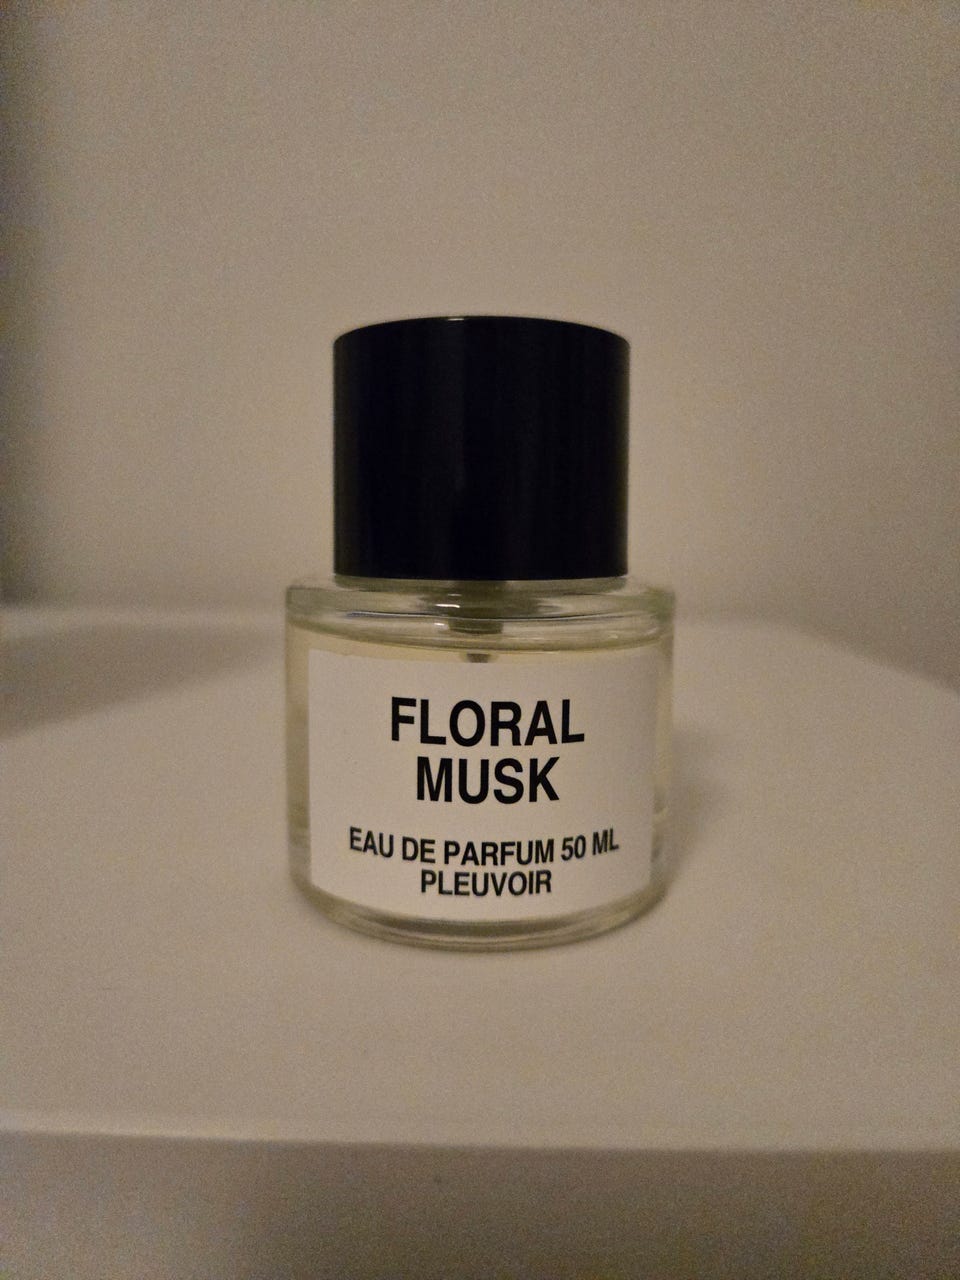 FLORAL
MUSK
EAU DE PARFUM 50 ML
PLEUVOIR